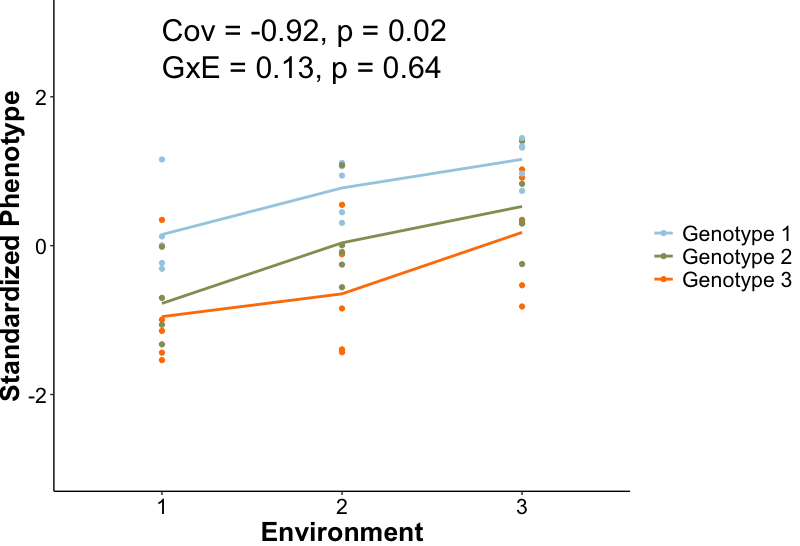 Cov = -0.92, p = 0.02
GxE = 0.13, p = 0.64
Standardized Phenotype
2
0
-2
1 2 3
Environment
Genotype 1
Genotype 2
Genotype 3